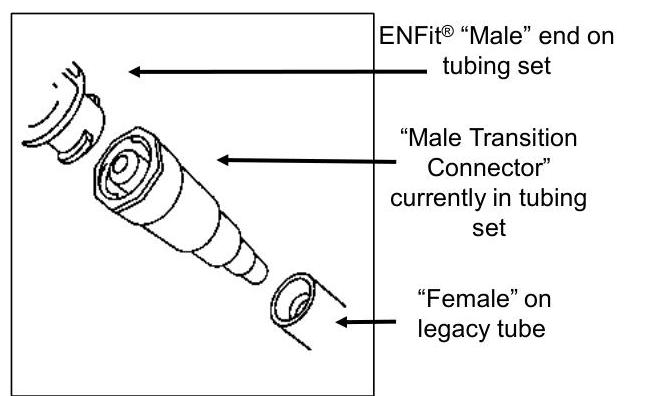 ENFit® “Male” end on
tubing set
“Male Transition
Connector”
currently in tubing
set
“Female” on
legacy tube